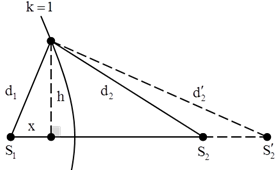 k=1
d₁
h
d₂
d′₂
x
S₁
S₂
S′₂